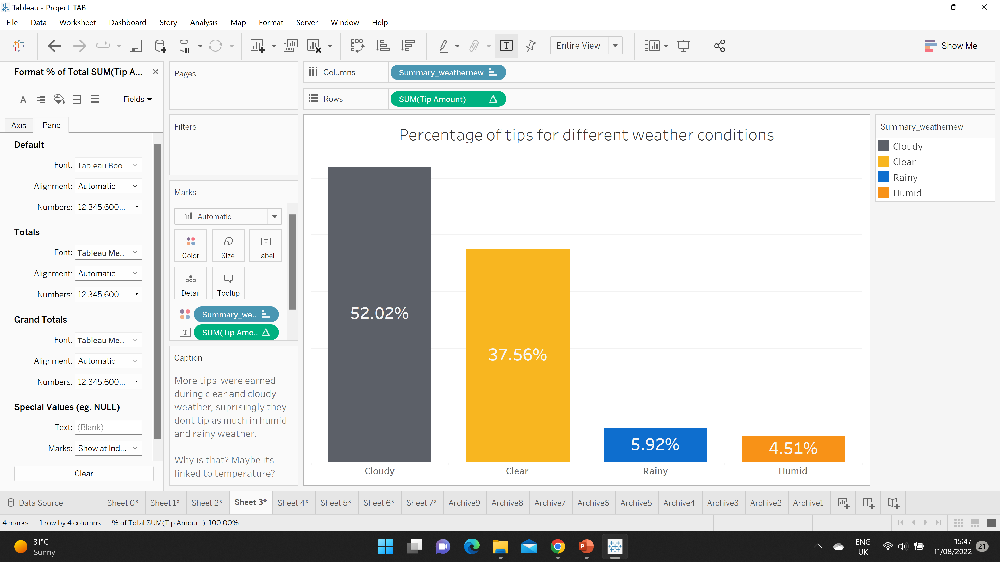 Tableau - Project_TAB
File Data Worksheet Dashboard Story Analysis Map Format Server Window Help
Entire View
Show Me
Format % of Total SUM(Tip A...
Fields
Axis Pane
Default
Font: Tableau Boo..
Alignment: Automatic
Numbers: 12,345,600...
Totals
Font: Tableau Me..
Alignment: Automatic
Numbers: 12,345,600...
Grand Totals
Font: Tableau Me..
Alignment: Automatic
Numbers: 12,345,600...
Special Values (eg. NULL)
Text: (Blank)
Marks: Show at Ind...
Clear
Pages
Filters
Marks
Automatic
Color Size Label
Detail Tooltip
Summary_we..
SUM(Tip Amo..
Caption
More tips  were earned
during clear and cloudy
weather, suprisingly they
dont tip as much in humid
and rainy weather.
Why is that? Maybe its
linked to temperature?
Columns Summary_weathernew
Rows SUM(Tip Amount)
Percentage of tips for different weather conditions
52.02%
37.56%
5.92%
4.51%
Cloudy Clear Rainy Humid
Summary_weathernew
Cloudy
Clear
Rainy
Humid
Data Source Sheet 0* Sheet 1* Sheet 2* Sheet 3* Sheet 4* Sheet 5* Sheet 6* Sheet 7* Archive9 Archive8 Archive7 Archive6 Archive5 Archive4 Archive3 Archive2 Archive1
4 marks 1 row by 4 columns % of Total SUM(Tip Amount): 100.00%
31°C
Sunny
ENG
UK
15:47
11/08/2022
21